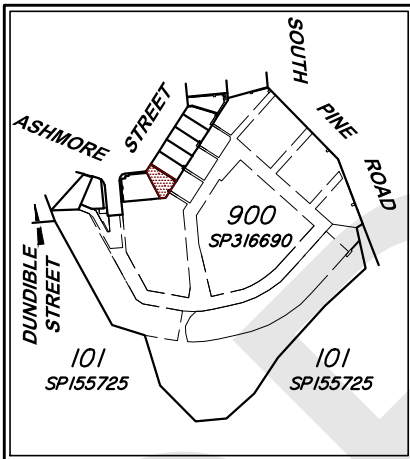 SOUTH
PINE
ROAD
ASHMORE
STREET
900
SP316690
DUNDIBLE
STREET
101
SP155725
101
SP155725